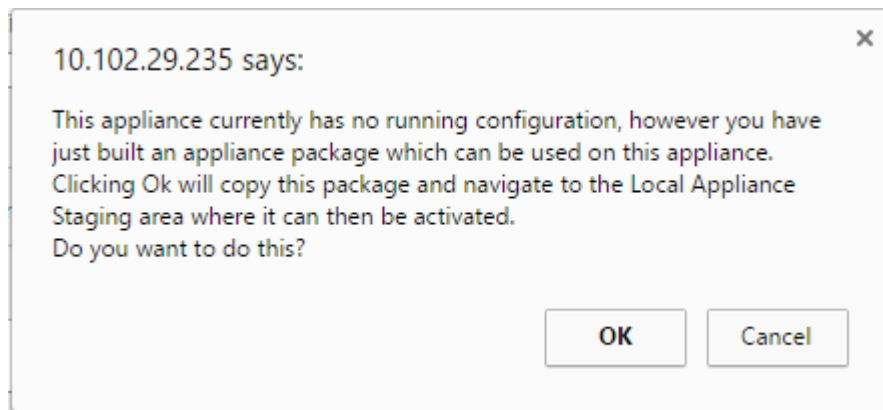 10.102.29.235 says:
This appliance currently has no running configuration, however you have
just built an appliance package which can be used on this appliance.
Clicking Ok will copy this package and navigate to the Local Appliance
Staging area where it can then be activated.
Do you want to do this?
OK
Cancel